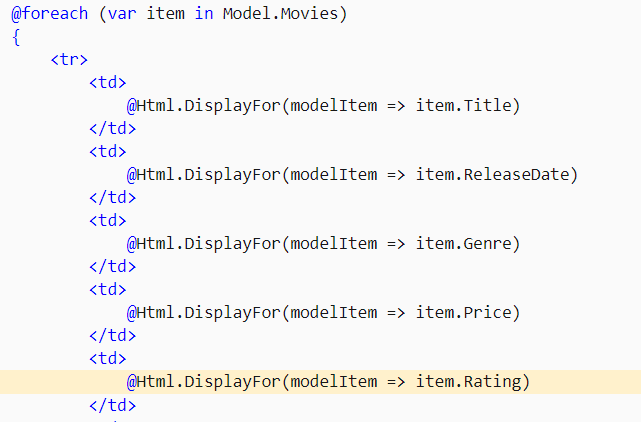 @foreach (var item in Model.Movies)
{
    <tr>
        <td>
            @Html.DisplayFor(modelItem => item.Title)
        </td>
        <td>
            @Html.DisplayFor(modelItem => item.ReleaseDate)
        </td>
        <td>
            @Html.DisplayFor(modelItem => item.Genre)
        </td>
        <td>
            @Html.DisplayFor(modelItem => item.Price)
        </td>
        <td>
            @Html.DisplayFor(modelItem => item.Rating)
        </td>